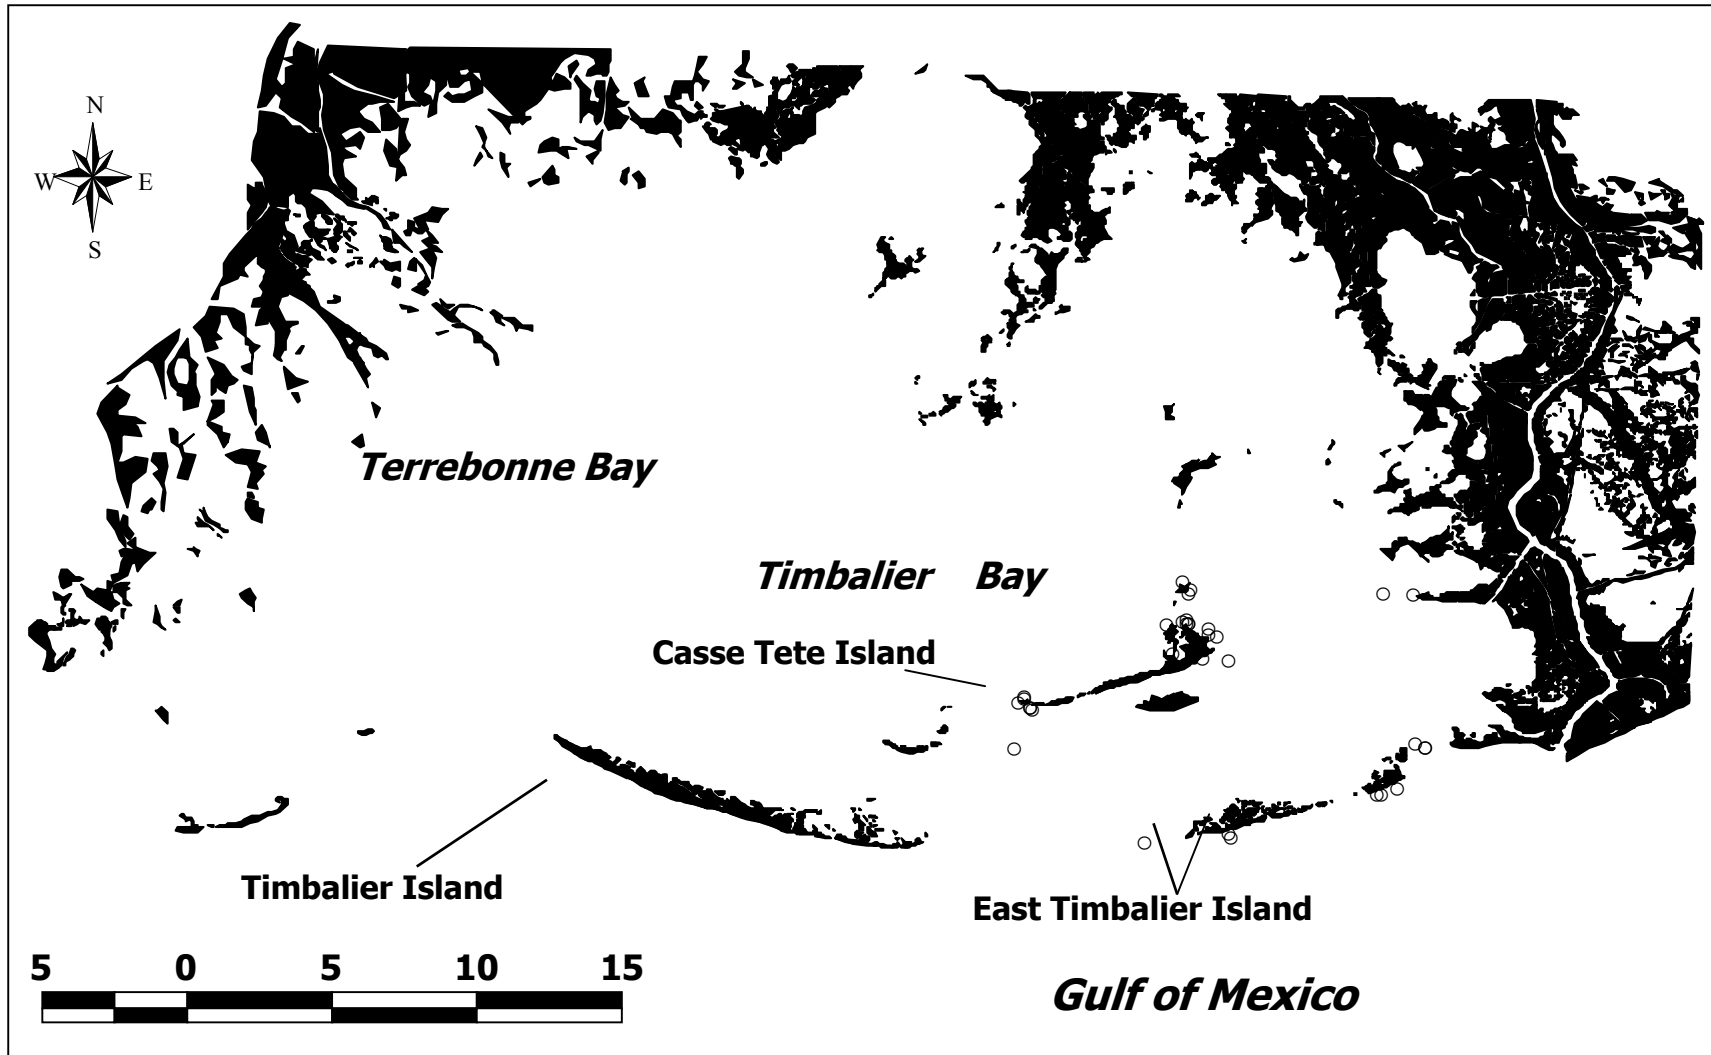 N
W E
S
Terrebonne Bay
Timbalier Bay
Casse Tete Island
Timbalier Island
East Timbalier Island
5 0 5 10 15
Gulf of Mexico